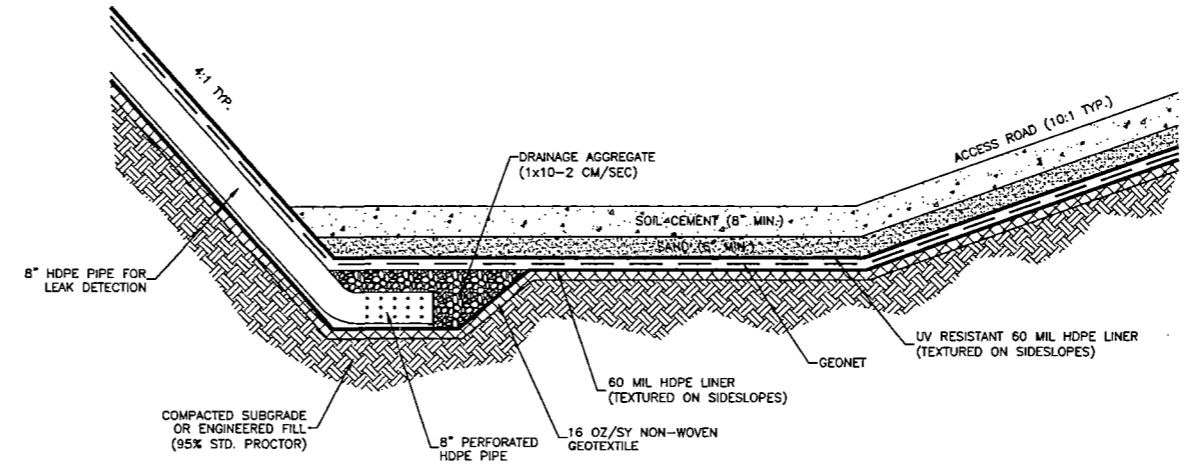 4:1 TYP.
DRAINAGE AGGREGATE
(1x10-2 CM/SEC)
ACCESS ROAD (10:1 TYP.)
SOIL-CEMENT (8" MIN.)
SAND (6" MIN.)
8" HDPE PIPE FOR
LEAK DETECTION
UV RESISTANT 60 MIL HDPE LINER
(TEXTURED ON SIDESLOPES)
GEONET
60 MIL HDPE LINER
(TEXTURED ON SIDESLOPES)
COMPACTED SUBGRADE
OR ENGINEERED FILL
(95% STD. PROCTOR)
8" PERFORATED
HDPE PIPE
16 OZ/SY NON-WOVEN
GEOTEXTILE